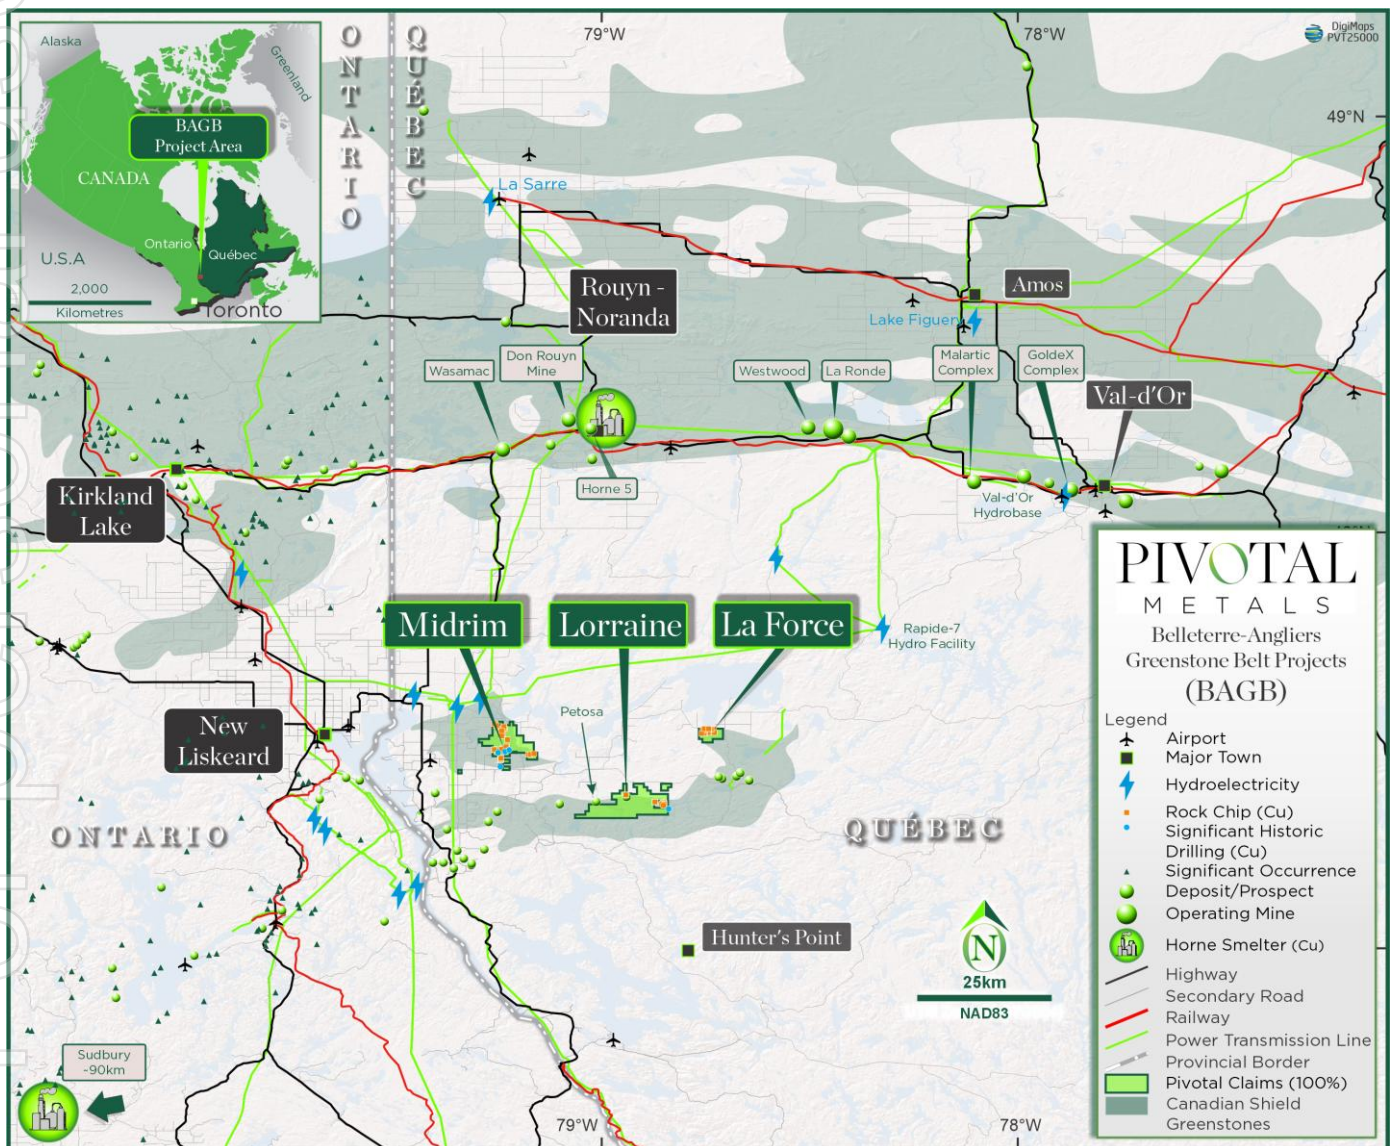 Alaska
Greenland
BAGB
Project Area
CANADA
Ontario
Québec
U.S.A
2,000
Kilometres
Toronto
ONTARIO
QUÉBEC
79°W
78°W
DigiMaps
PVT25000
49°N
La Sarre
Rouyn -
Noranda
Amos
Lake Figuery
Wasamac
Don Rouyn
Mine
Westwood
La Ronde
Malartic
Complex
GoldeX
Complex
Val-d'Or
Kirkland
Lake
Horne 5
Val-d'Or
Hydrobase
Midrim
Lorraine
La Force
Rapide-7
Hydro Facility
New
Liskeard
Petosa
ONTARIO
QUÉBEC
Hunter's Point
N
25km
NAD83
Sudbury
~90km
79°W
78°W
PIVOTAL
METALS
Belleterre-Angliers
Greenstone Belt Projects
(BAGB)
Legend
Airport
Major Town
Hydroelectricity
Rock Chip (Cu)
Significant Historic
Drilling (Cu)
Significant Occurrence
Deposit/Prospect
Operating Mine
Horne Smelter (Cu)
Highway
Secondary Road
Railway
Power Transmission Line
Provincial Border
Pivotal Claims (100%)
Canadian Shield
Greenstones